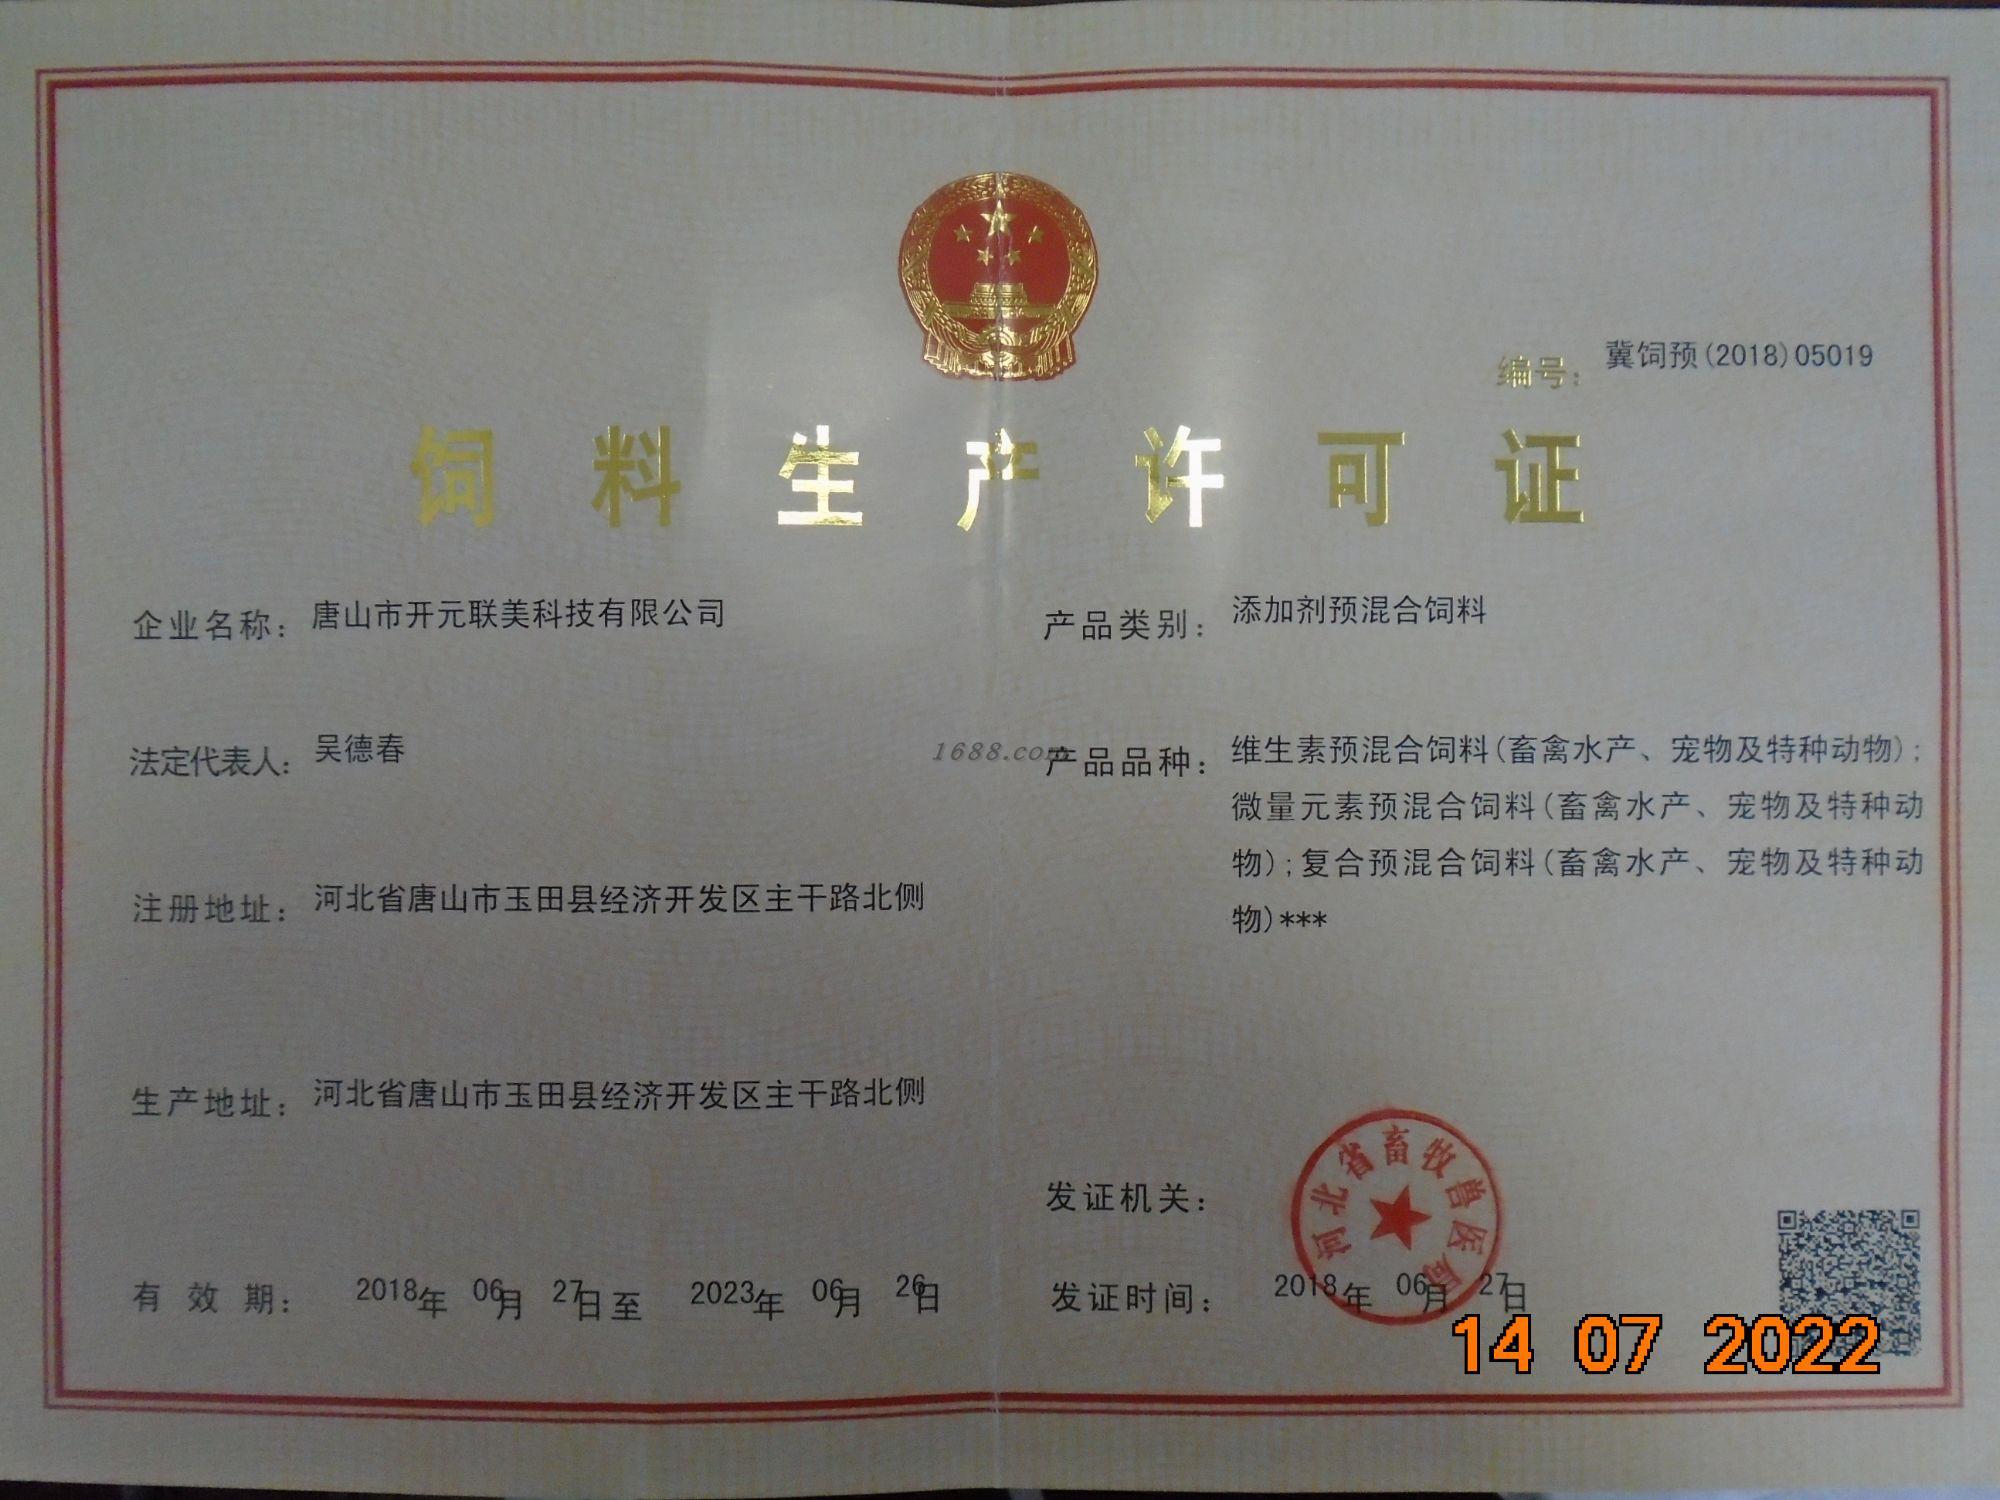 编号：冀饲预(2018)05019
饲料生产许可证
企业名称：唐山市开元联美科技有限公司
法定代表人：吴德春
注册地址：河北省唐山市玉田县经济开发区主干路北侧
生产地址：河北省唐山市玉田县经济开发区主干路北侧
有效期：2018年06月27日至2023年06月26日
产品类别：添加剂预混合饲料
1688.com
产品品种：维生素预混合饲料(畜禽水产、宠物及特种动物);
微量元素预混合饲料(畜禽水产、宠物及特种动
物);复合预混合饲料(畜禽水产、宠物及特种动
物)***
发证机关：
河北省畜牧兽医局
发证时间：2018年06月27日
14 07 2022